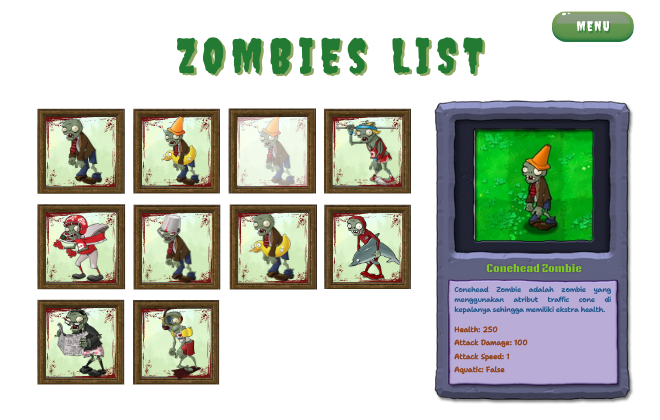 MENU
ZOMBIES LIST
Conehead Zombie
Conehead Zombie adalah zombie yang
menggunakan atribut traffic cone di
kepalanya sehingga memiliki ekstra health.
Health: 250
Attack Damage: 100
Attack Speed: 1
Aquatic: False